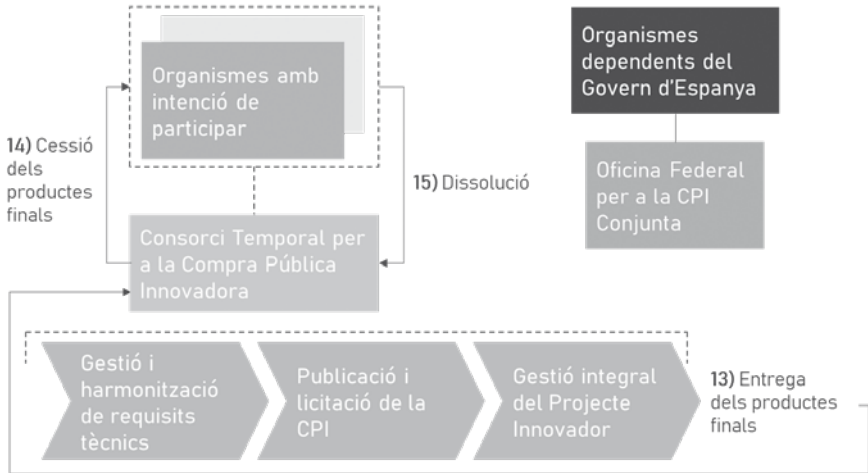 Organismes amb
intenció de
participar
Organismes
dependents del
Govern d'Espanya
14) Cessió
dels
productes
finals
15) Dissolució
Oficina Federal
per a la CPI
Conjunta
Consorci Temporal per
a la Compra Pública
Innovadora
Gestió i
harmonització
de requisits
tècnics
Publicació i
licitació de la
CPI
Gestió integral
del Projecte
Innovador
13) Entrega
dels productes
finals